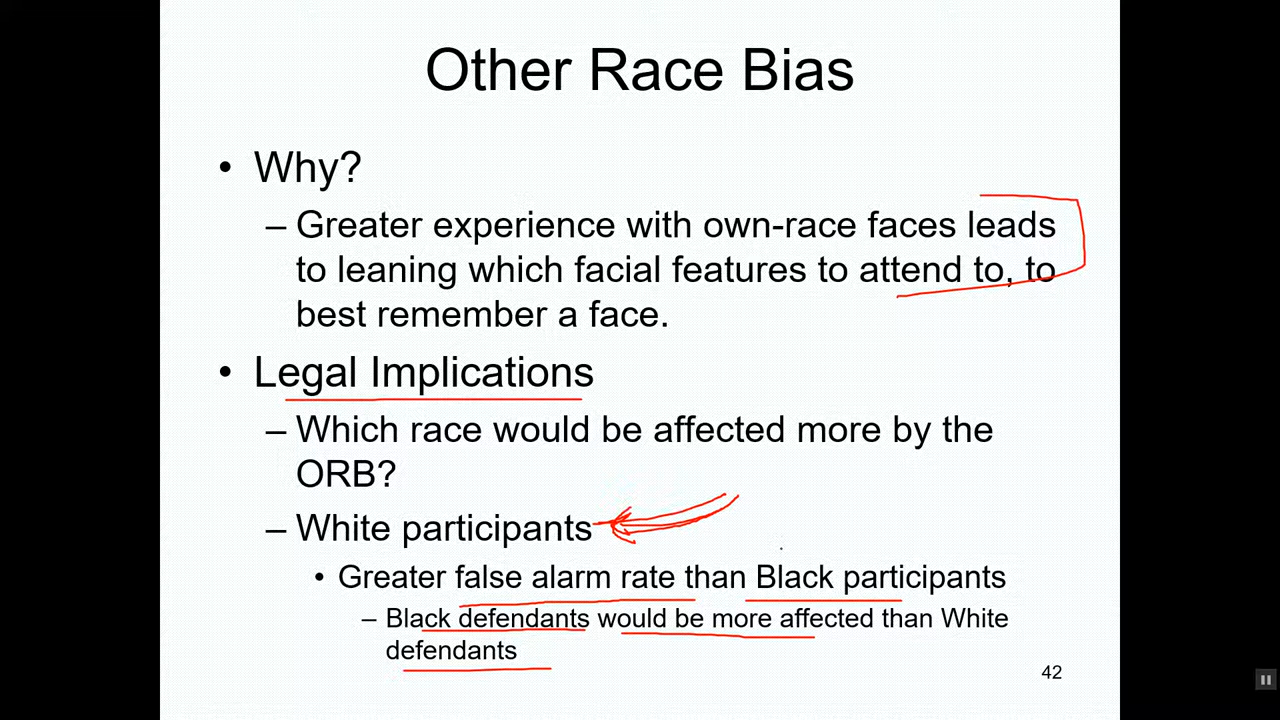 Other Race Bias
• Why?
– Greater experience with own-race faces leads
to leaning which facial features to attend to, to
best remember a face.
• Legal Implications
– Which race would be affected more by the
ORB?
– White participants
• Greater false alarm rate than Black participants
– Black defendants would be more affected than White
defendants
42